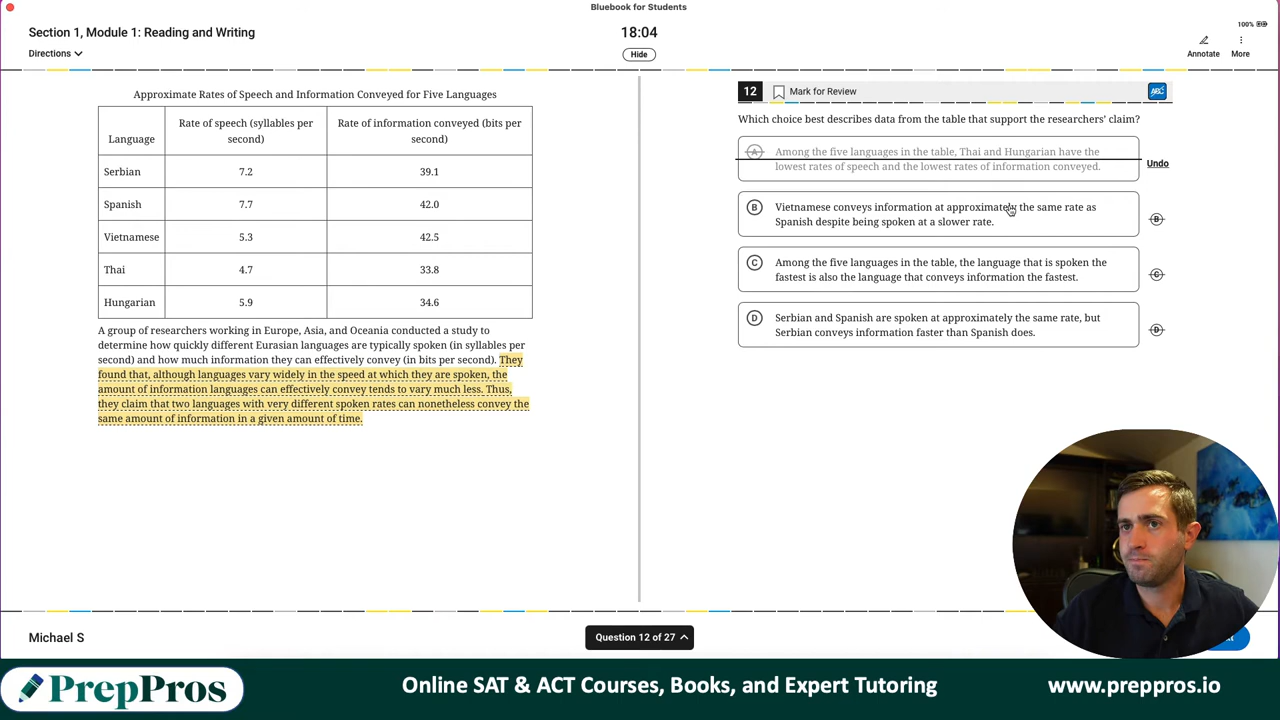 Bluebook for Students
Section 1, Module 1: Reading and Writing
18:04
100%
Directions
Hide
Annotate
More
Approximate Rates of Speech and Information Conveyed for Five Languages
Language
Rate of speech (syllables per second)
Rate of information conveyed (bits per second)
Serbian 7.2 39.1
Spanish 7.7 42.0
Vietnamese 5.3 42.5
Thai 4.7 33.8
Hungarian 5.9 34.6
A group of researchers working in Europe, Asia, and Oceania conducted a study to
determine how quickly different Eurasian languages are typically spoken (in syllables per
second) and how much information they can effectively convey (in bits per second). They
found that, although languages vary widely in the speed at which they are spoken, the
amount of information languages can effectively convey tends to vary much less. Thus,
they claim that two languages with very different spoken rates can nonetheless convey the
same amount of information in a given amount of time.
12 Mark for Review ABC
Which choice best describes data from the table that support the researchers' claim?
A Among the five languages in the table, Thai and Hungarian have the
lowest rates of speech and the lowest rates of information conveyed.
Undo
B Vietnamese conveys information at approximately the same rate as
Spanish despite being spoken at a slower rate.
B
C Among the five languages in the table, the language that is spoken the
fastest is also the language that conveys information the fastest.
C
D Serbian and Spanish are spoken at approximately the same rate, but
Serbian conveys information faster than Spanish does.
D
Michael S
Question 12 of 27
PrepPros
Online SAT & ACT Courses, Books, and Expert Tutoring
www.preppros.io